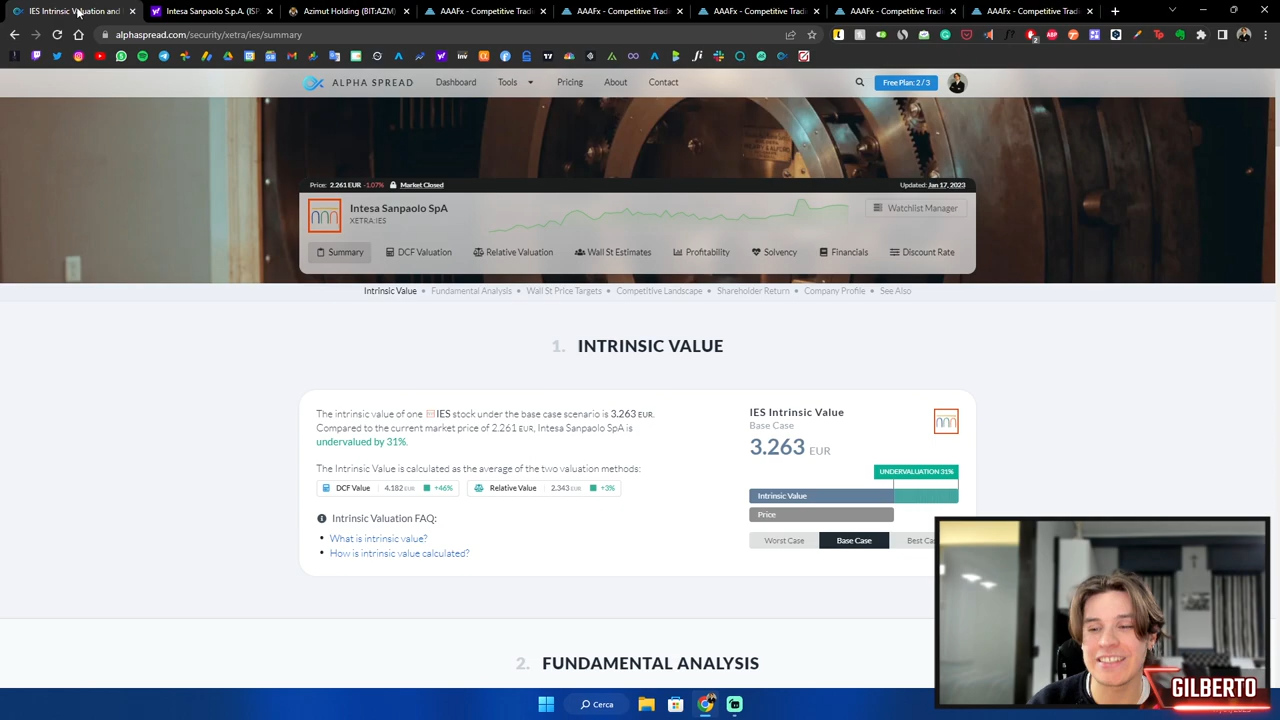 IES Intrinsic Valuation and
Intesa Sanpaolo S.p.A. (ISP
Azimut Holding (BIT:AZM)
AAAFx - Competitive Trad
AAAFx - Competitive Trad
AAAFx - Competitive Trad
AAAFx - Competitive Trad
AAAFx - Competitive Trad
alphaspread.com/security/xetra/ies/summary
ALPHA SPREAD
Dashboard
Tools
Pricing
About
Contact
Free Plan: 2 / 3
Price: 2.261 EUR -1.07% Market Closed
Updated: Jan 17, 2023
Intesa Sanpaolo SpA
XETRA:IES
Watchlist Manager
Summary
DCF Valuation
Relative Valuation
Wall St Estimates
Profitability
Solvency
Financials
Discount Rate
Intrinsic Value • Fundamental Analysis • Wall St Price Targets • Competitive Landscape • Shareholder Return • Company Profile • See Also
1. INTRINSIC VALUE
The intrinsic value of one IES stock under the base case scenario is 3.263 EUR.
Compared to the current market price of 2.261 EUR, Intesa Sanpaolo SpA is
undervalued by 31%.
The Intrinsic Value is calculated as the average of the two valuation methods:
DCF Value 4.182 EUR +46%
Relative Value 2.343 EUR +3%
Intrinsic Valuation FAQ:
• What is intrinsic value?
• How is intrinsic value calculated?
IES Intrinsic Value
Base Case
3.263 EUR
UNDERVALUATION 31%
Intrinsic Value
Price
Worst Case
Base Case
Best Cas
2. FUNDAMENTAL ANALYSIS
GILBERTO
Cerca